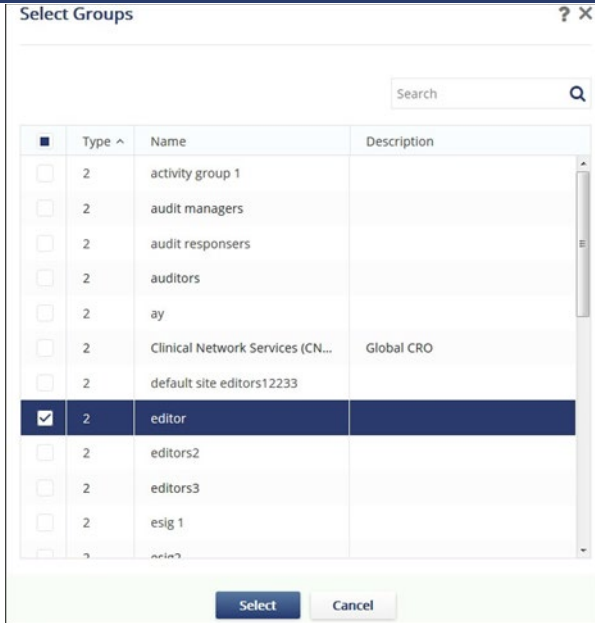 Select Groups ? ×
Search
Type Name Description
2 activity group 1
2 audit managers
2 audit responsers
2 auditors
2 ay
2 Clinical Network Services (CN... Global CRO
2 default site editors12233
2 editor
2 editors2
2 editors3
2 esig 1
2 esig2
Select Cancel